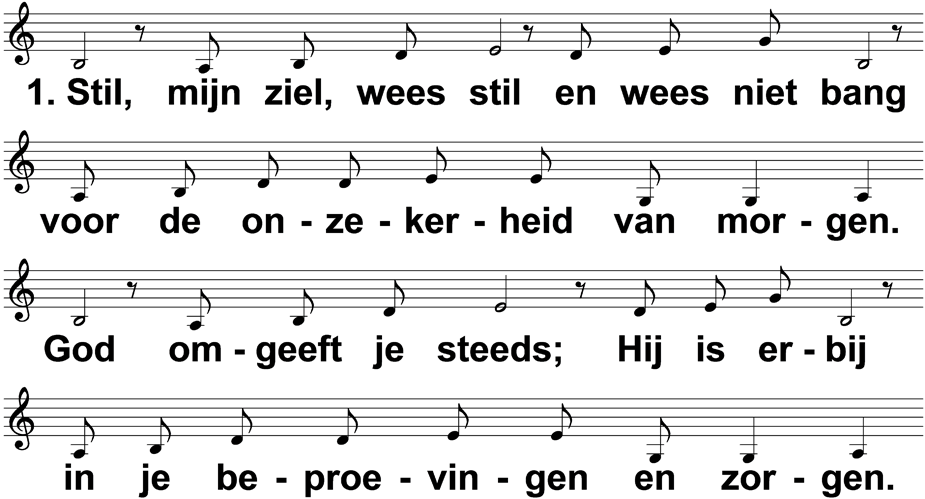 1. Stil, mijn ziel, wees stil en wees niet bang
voor de on - ze - ker - heid van mor - gen.
God om - geeft je steeds; Hij is er - bij
in je be - proe - vin - gen en zor - gen.